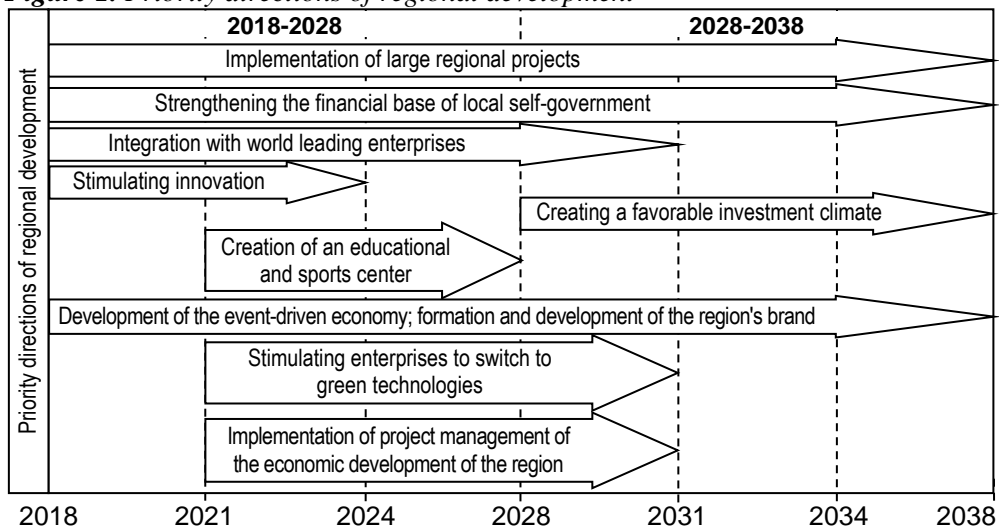 Figure 1. Priority directions of regional development
2018-2028 2028-2038
Priority directions of regional development
Implementation of large regional projects
Strengthening the financial base of local self-government
Integration with world leading enterprises
Stimulating innovation
Creating a favorable investment climate
Creation of an educational
and sports center
Development of the event-driven economy; formation and development of the region's brand
Stimulating enterprises to switch to
green technologies
Implementation of project management of
the economic development of the region
2018 2021 2024 2028 2031 2034 2038